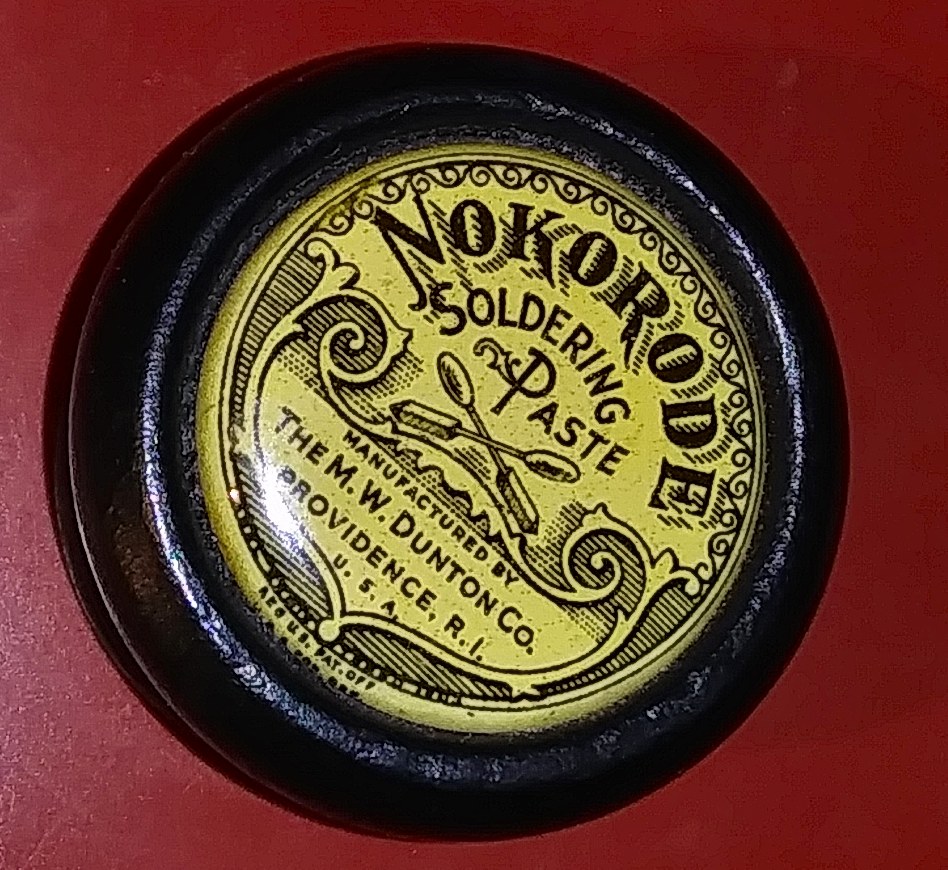 NOKORODE
SOLDERING
PASTE
MANUFACTURED BY
THE M. W. DUNTON CO.
PROVIDENCE, R. I.
U. S. A.
REG. U.S. PAT. OFF.